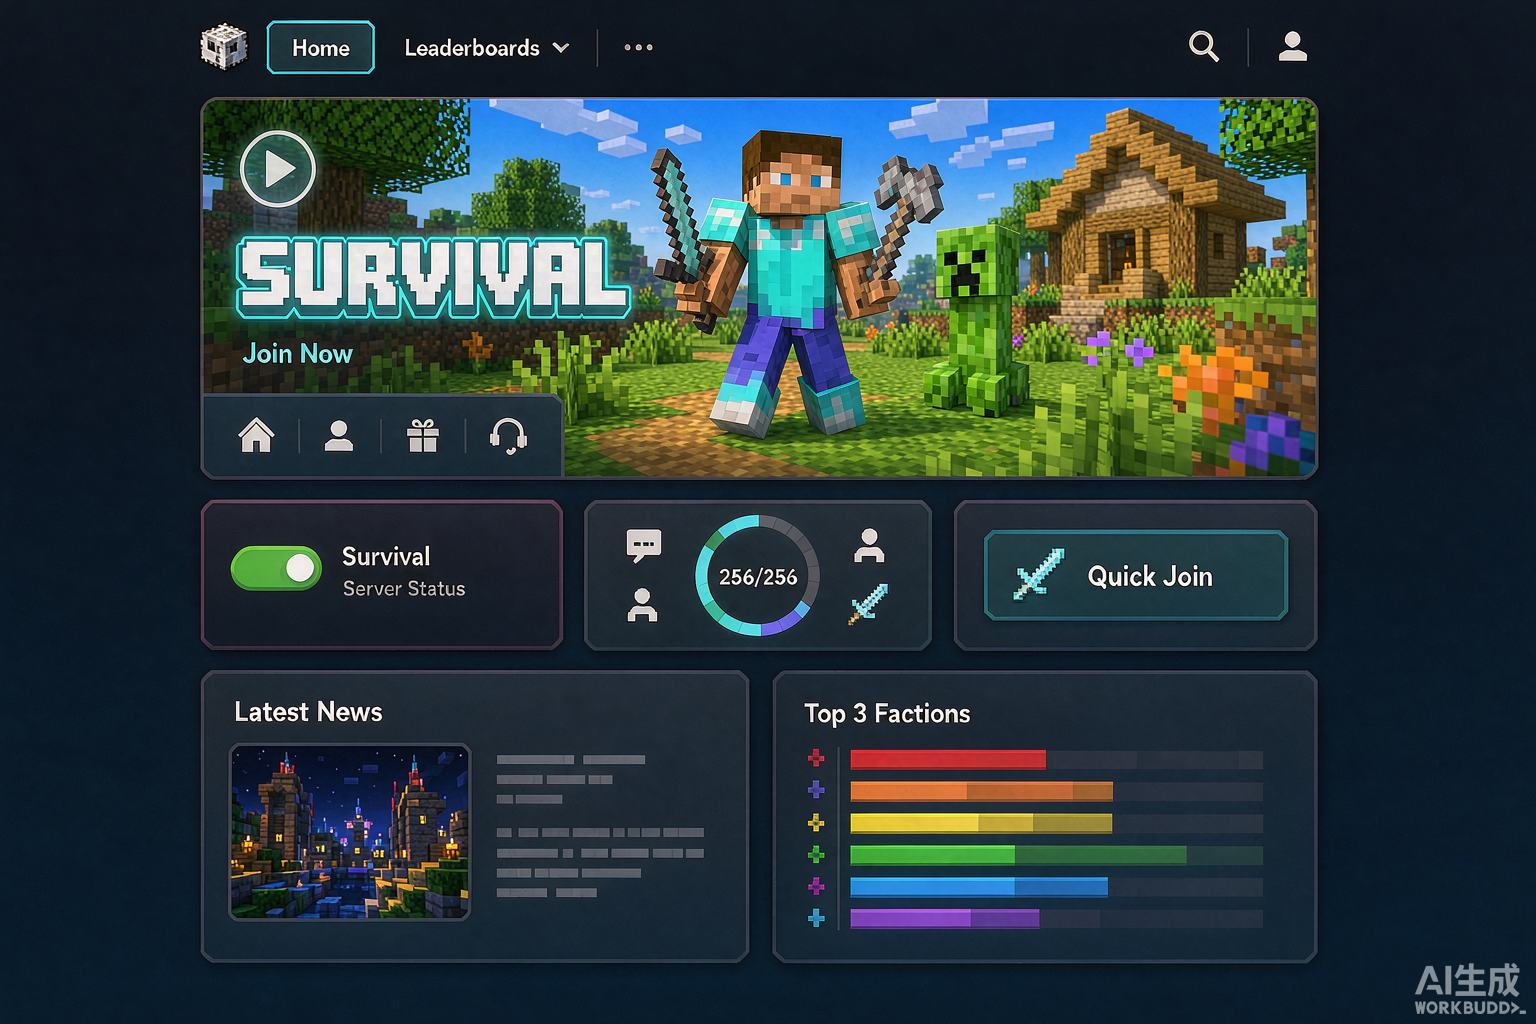 Home
Leaderboards
SURVIVAL
Join Now
Survival
Server Status
256/256
Quick Join
Latest News
Top 3 Factions
AI生成
WORKBUDD>_